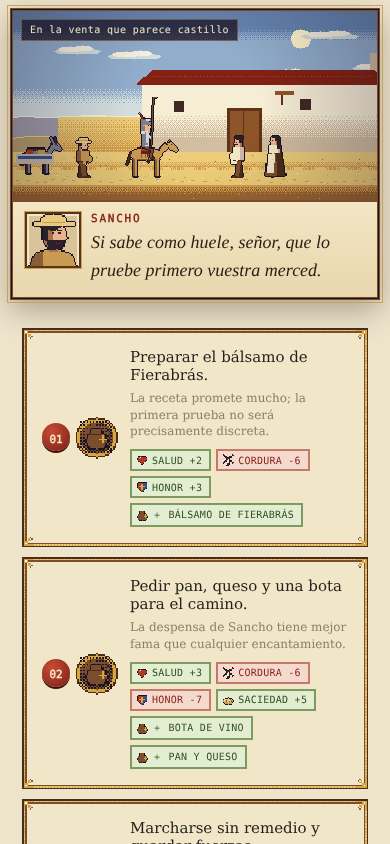 En la venta que parece castillo
SANCHO
Si sabe como huele, señor, que lo
pruebe primero vuestra merced.
01
Preparar el bálsamo de
Fierabrás.
La receta promete mucho; la
primera prueba no será
precisamente discreta.
SALUD +2
CORDURA -6
HONOR +3
+ BÁLSAMO DE FIERABRÁS
02
Pedir pan, queso y una bota
para el camino.
La despensa de Sancho tiene mejor
fama que cualquier encantamiento.
SALUD +3
CORDURA -6
HONOR -7
SACIEDAD +5
+ BOTA DE VINO
+ PAN Y QUESO
Marcharse sin remedio y
guardar fuerzas.